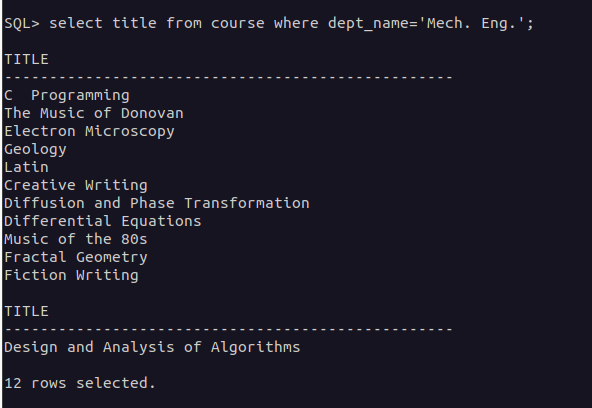 SQL> select title from course where dept_name='Mech. Eng.';
TITLE
--------------------------------------------------
C  Programming
The Music of Donovan
Electron Microscopy
Geology
Latin
Creative Writing
Diffusion and Phase Transformation
Differential Equations
Music of the 80s
Fractal Geometry
Fiction Writing
TITLE
--------------------------------------------------
Design and Analysis of Algorithms
12 rows selected.